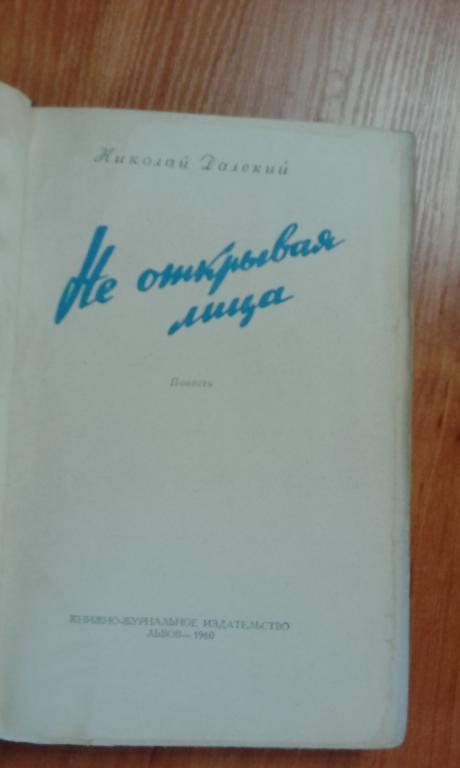 Николай Далекий
Не открывая
лица
Повесть
КНИЖНО-ЖУРНАЛЬНОЕ ИЗДАТЕЛЬСТВО
ЛЬВОВ—1960